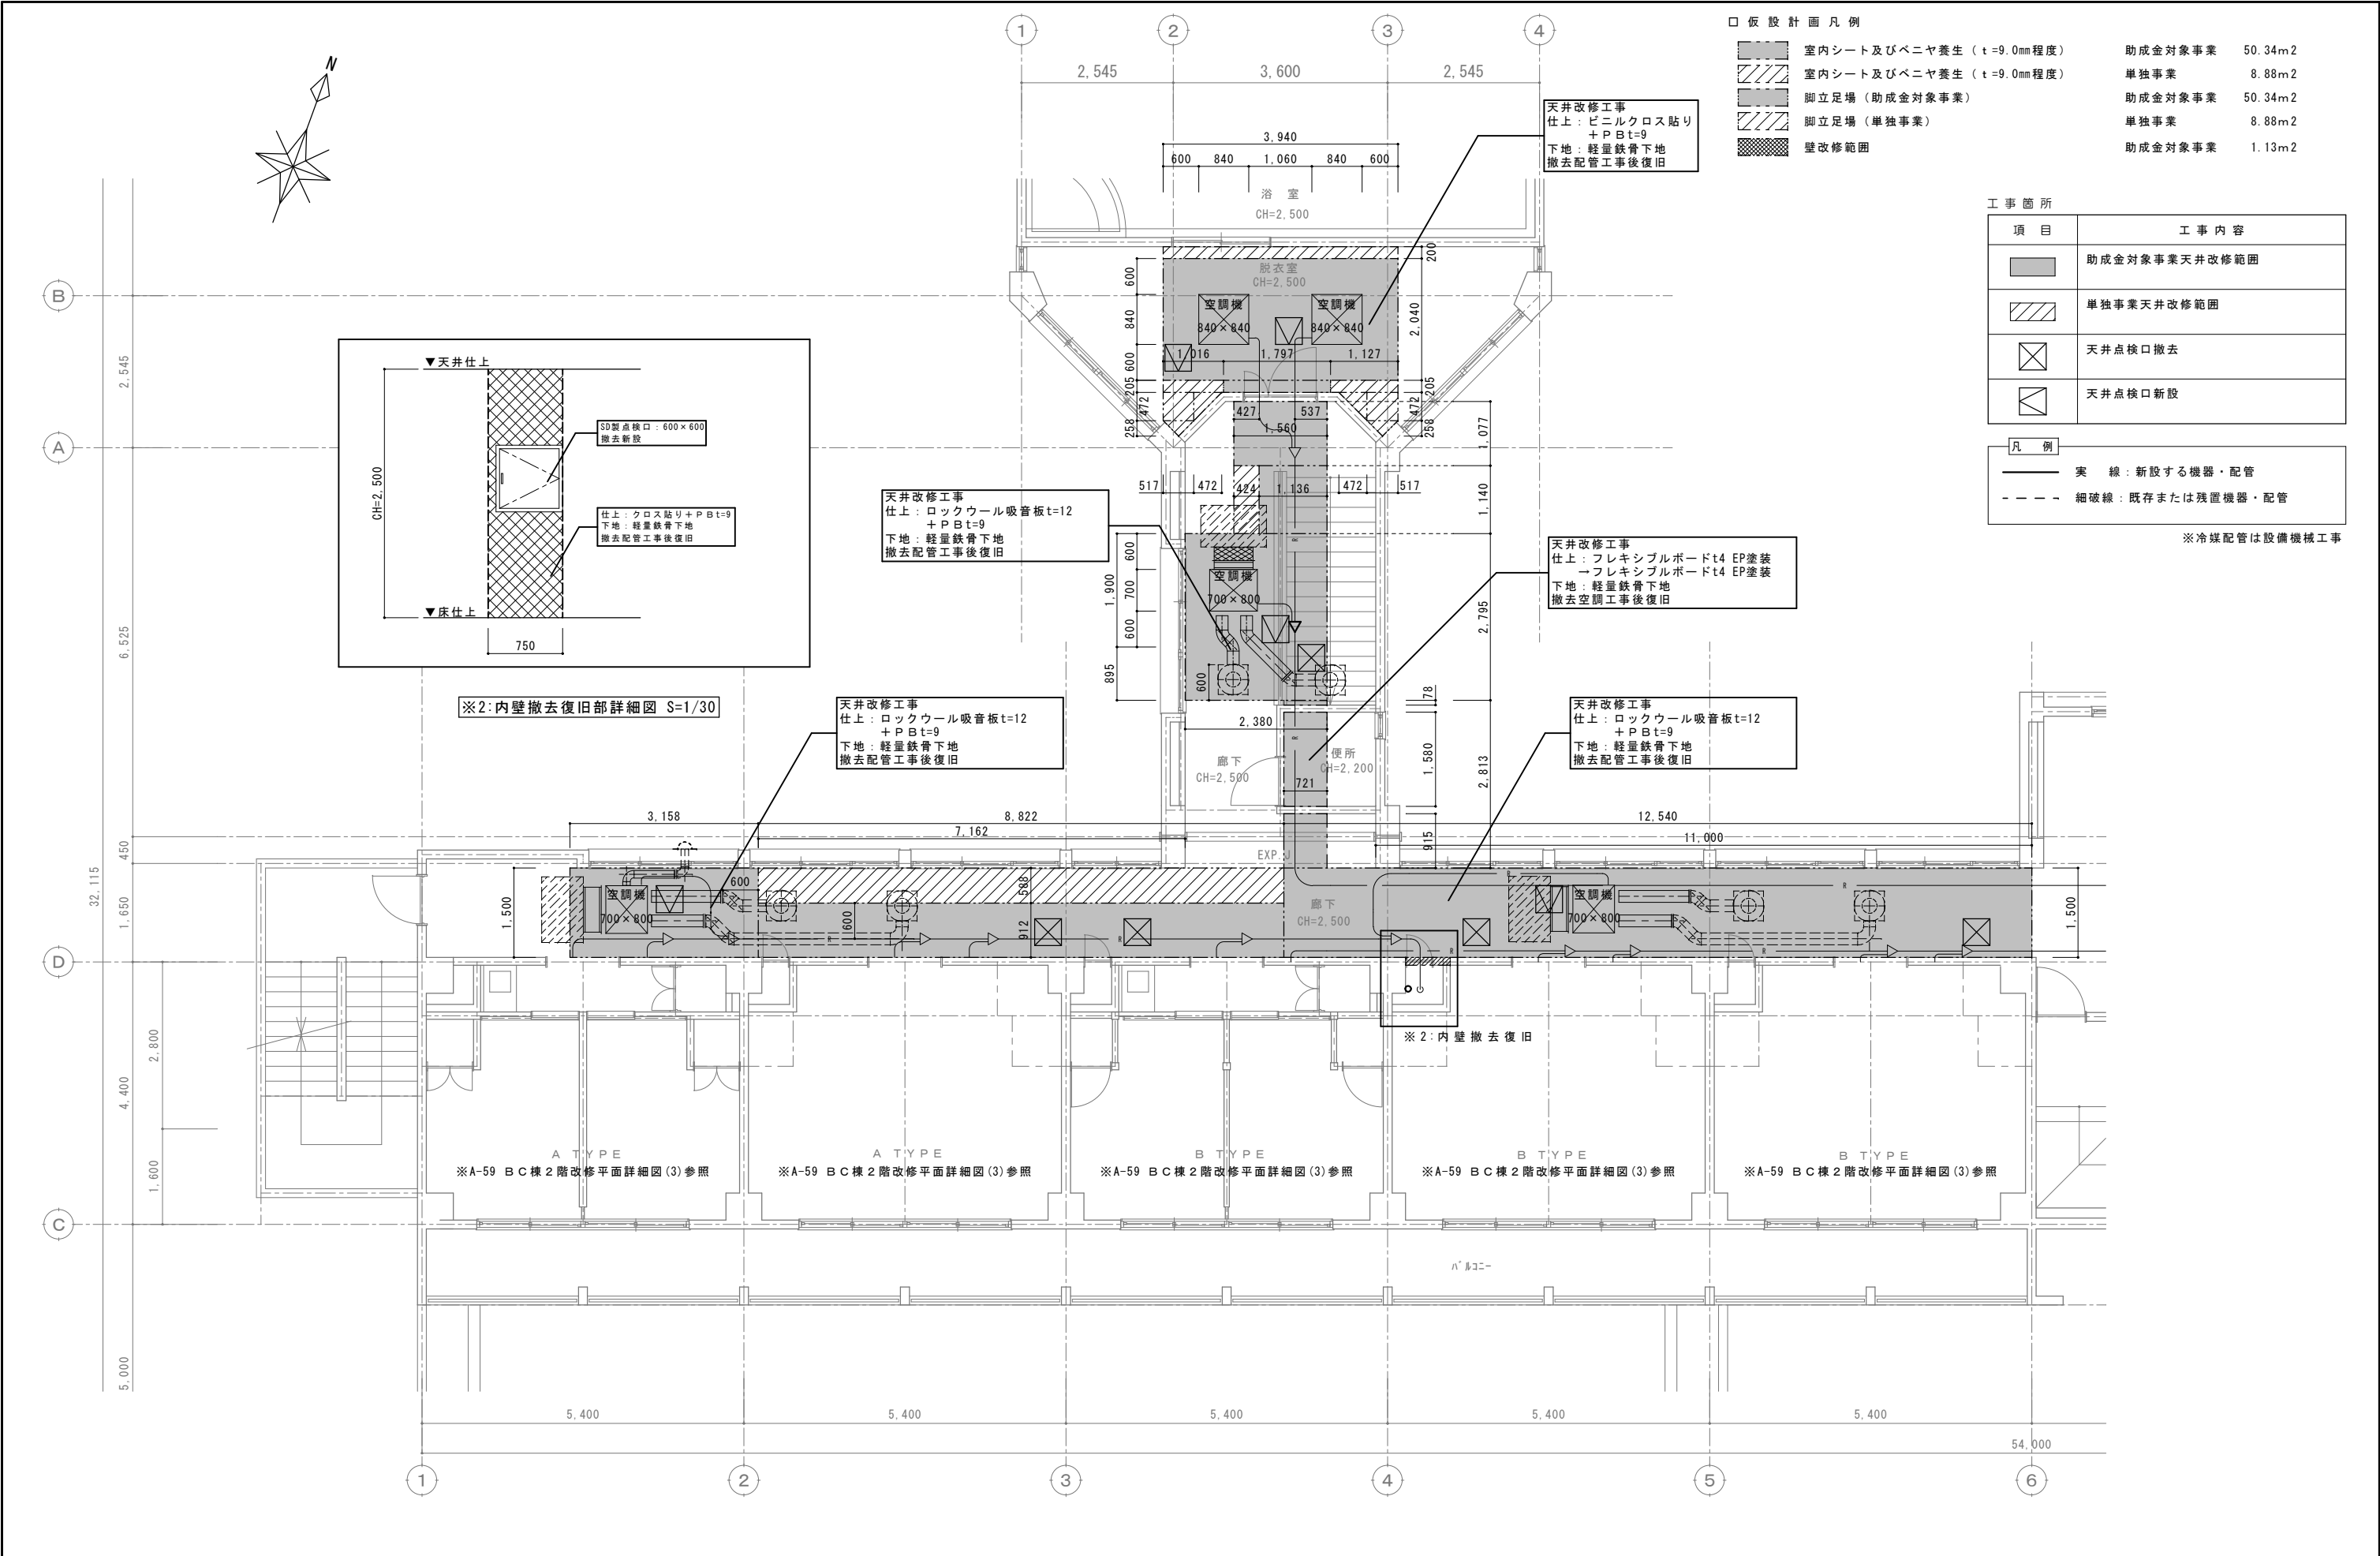 N
1
2
3
4
2,545
3,600
2,545
□ 仮設計画凡例
室内シート及びベニヤ養生(t=9.0㎜程度) 助成金対象事業 50.34m2
室内シート及びベニヤ養生(t=9.0㎜程度) 単独事業 8.88m2
脚立足場(助成金対象事業) 助成金対象事業 50.34m2
脚立足場(単独事業) 単独事業 8.88m2
壁改修範囲 助成金対象事業 1.13m2
工事箇所
項 目 工事内容
助成金対象事業天井改修範囲
単独事業天井改修範囲
天井点検口撤去
天井点検口新設
凡 例
実 線:新設する機器・配管
細破線:既存または残置機器・配管
※冷媒配管は設備機械工事
天井改修工事
仕上:ビニルクロス貼り
+PBt=9
下地:軽量鉄骨下地
撤去配管工事後復旧
3,940
600 840 1,060 840 600
浴 室
CH=2,500
脱衣室
CH=2,500
空調機
840×840
空調機
840×840
200
600
840
600
2,040
1,016
1,797
1,127
205
472
258
205
472
258
427
537
1,560
1,077
517
472
424
1,136
472
517
1,140
B
A
2,545
6,525
▼天井仕上
CH=2,500
SD製点検口:600×600
撤去新設
仕上:クロス貼り+PBt=9
下地:軽量鉄骨下地
撤去配管工事後復旧
▼床仕上
750
※2:内壁撤去復旧部詳細図 S=1/30
天井改修工事
仕上:ロックウール吸音板t=12
+PBt=9
下地:軽量鉄骨下地
撤去配管工事後復旧
天井改修工事
仕上:フレキシブルボードt4 EP塗装
→フレキシブルボードt4 EP塗装
下地:軽量鉄骨下地
撤去空調工事後復旧
600
700
600
1,900
895
空調機
700×800
600
2,795
78
2,380
1,580
2,813
915
721
廊下
CH=2,500
便所
CH=2,200
天井改修工事
仕上:ロックウール吸音板t=12
+PBt=9
下地:軽量鉄骨下地
撤去配管工事後復旧
天井改修工事
仕上:ロックウール吸音板t=12
+PBt=9
下地:軽量鉄骨下地
撤去配管工事後復旧
3,158
8,822
12,540
7,162
11,000
EXP.J
450
1,650
32,115
1,500
空調機
700×800
600
600
588
912
廊下
CH=2,500
空調機
700×800
1,500
D
※2:内壁撤去復旧
2,800
4,400
1,600
A TYPE
※A-59 BC棟2階改修平面詳細図(3)参照
A TYPE
※A-59 BC棟2階改修平面詳細図(3)参照
B TYPE
※A-59 BC棟2階改修平面詳細図(3)参照
B TYPE
※A-59 BC棟2階改修平面詳細図(3)参照
B TYPE
※A-59 BC棟2階改修平面詳細図(3)参照
C
バルコニー
5,000
5,400
5,400
5,400
5,400
5,400
54,000
1
2
3
4
5
6